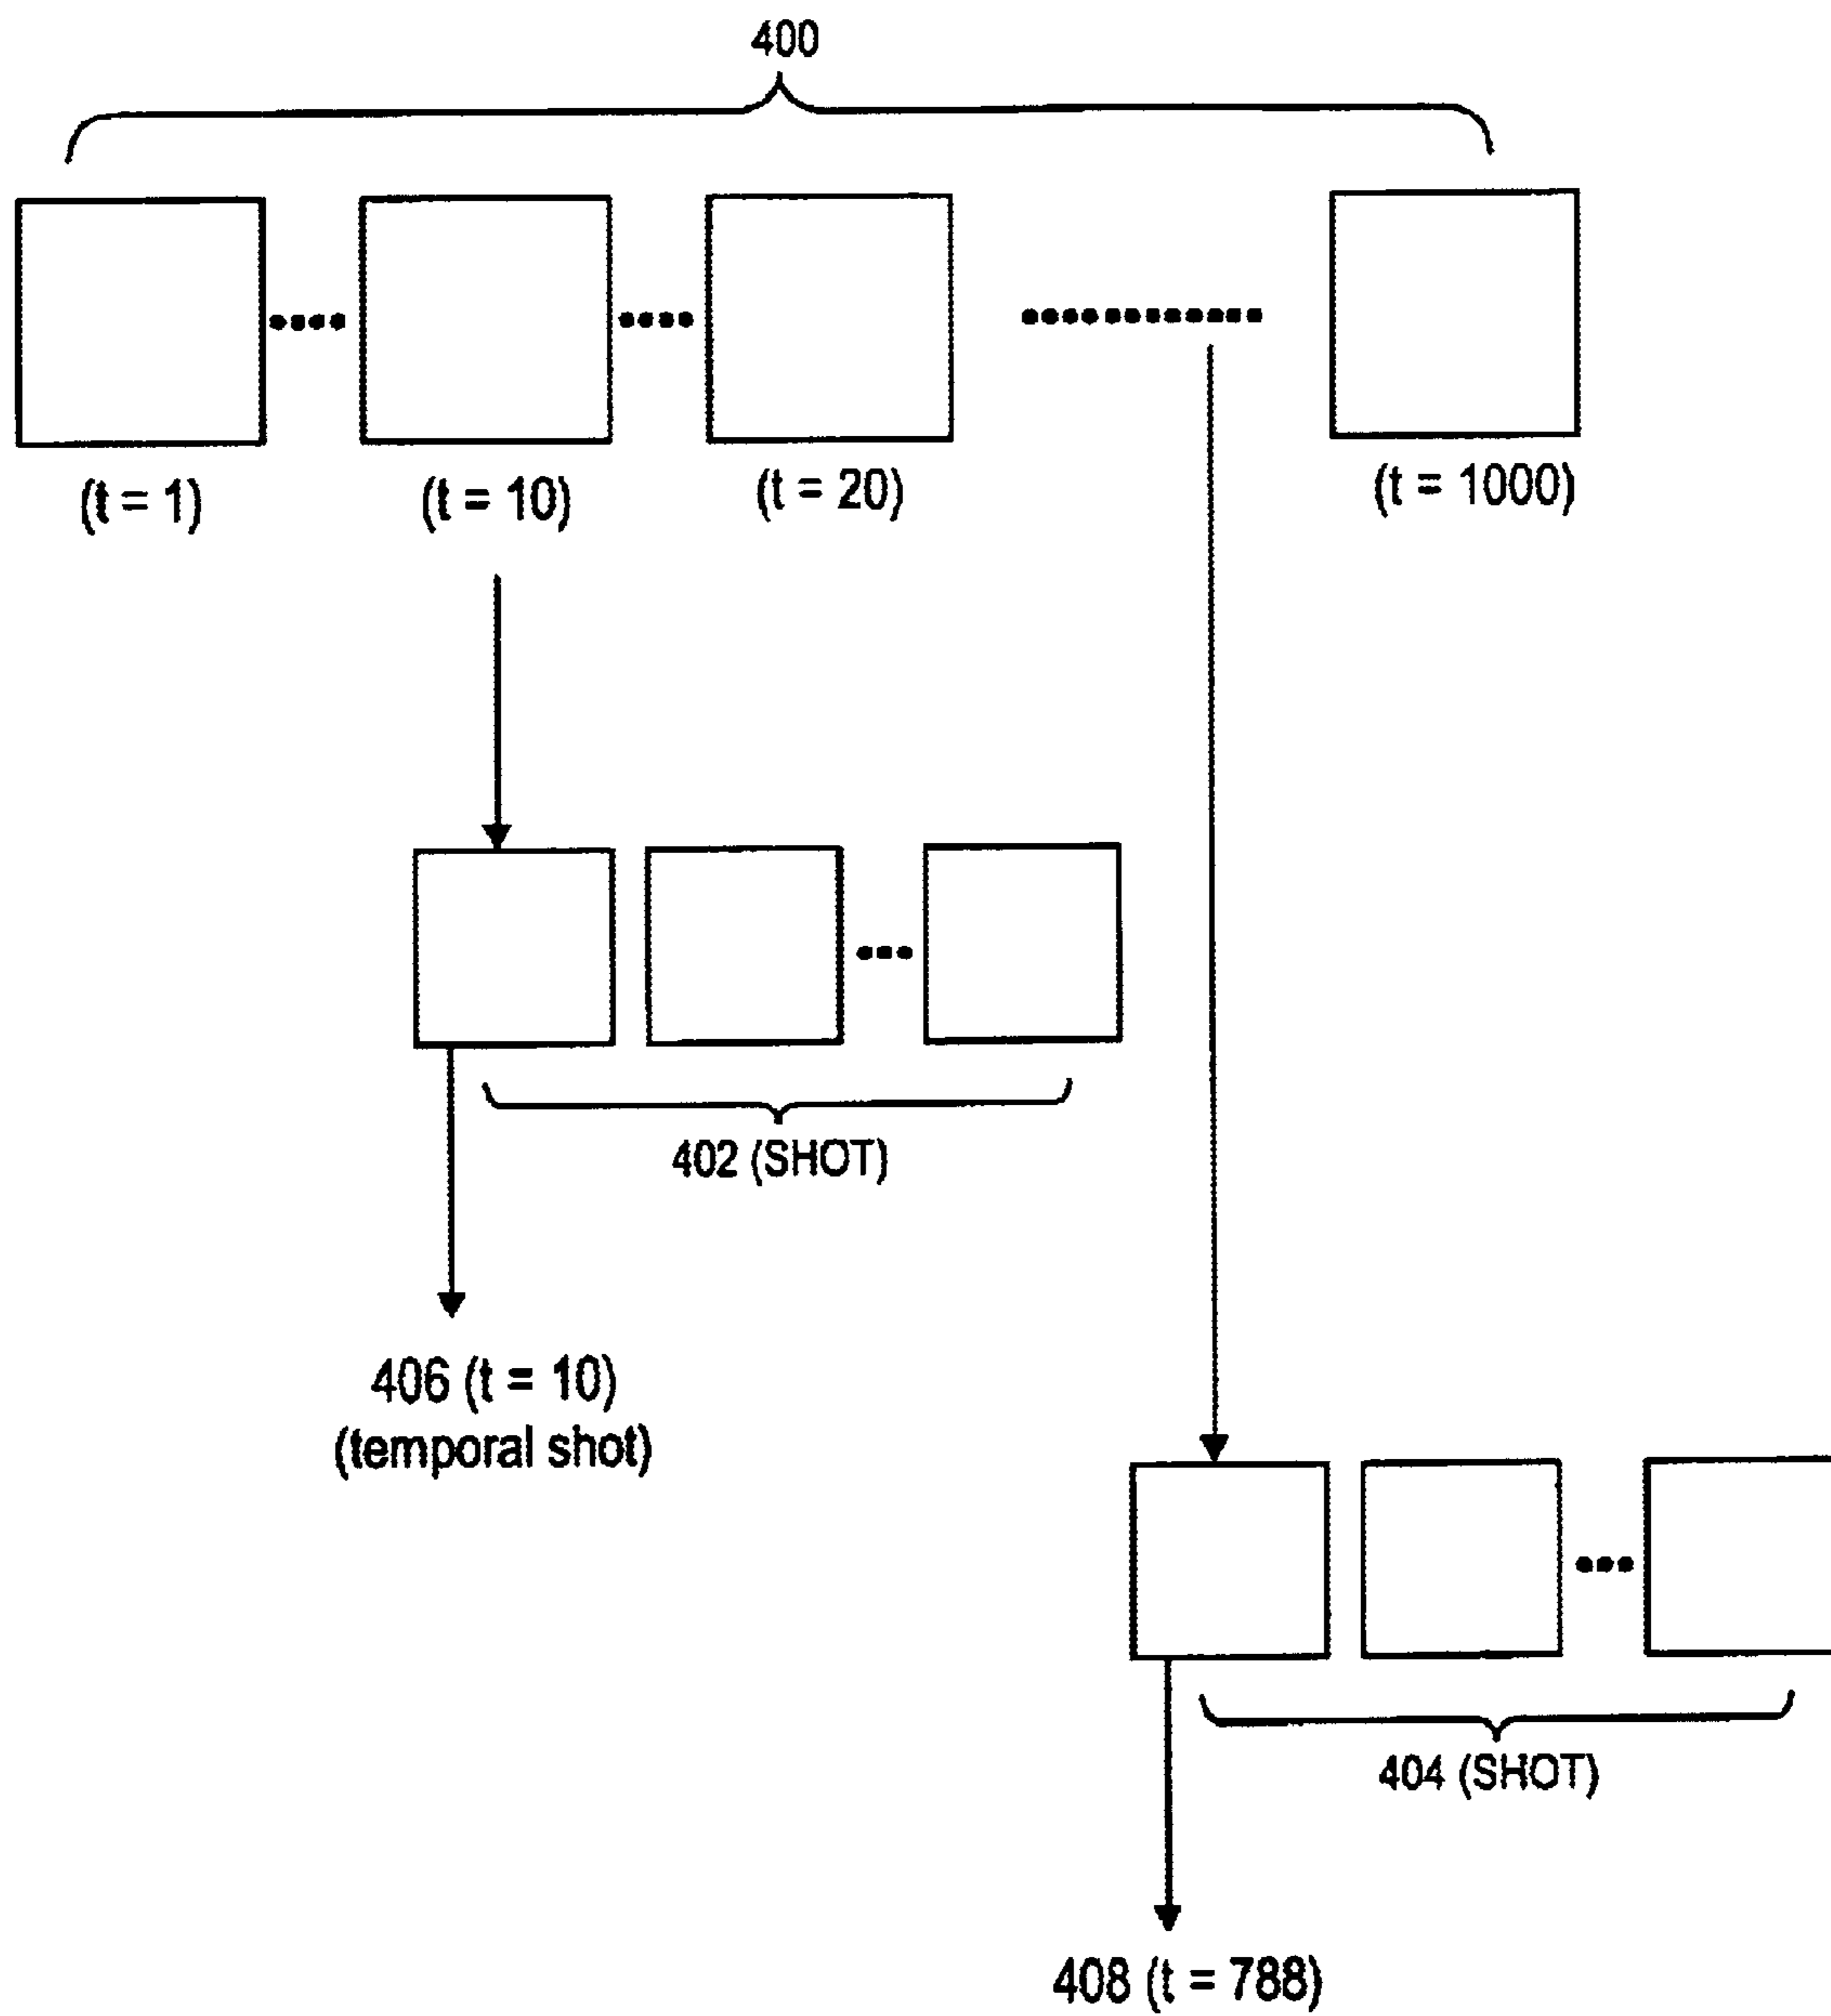 400
(t = 1)
(t = 10)
(t = 20)
(t = 1000)
402 (SHOT)
406 (t = 10)
(temporal shot)
404 (SHOT)
408 (t = 788)